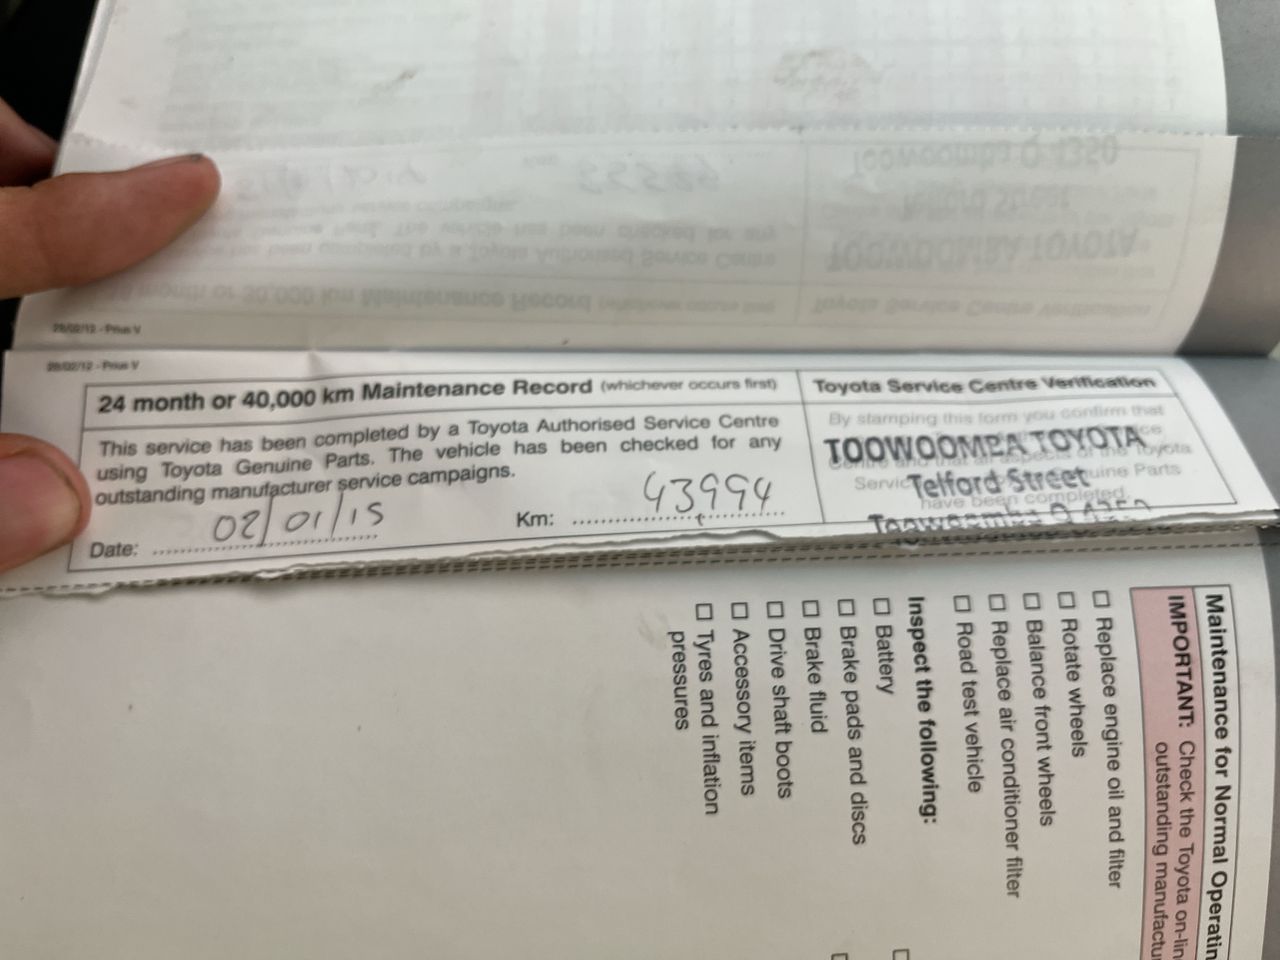 28/02/12 - Prius V
28/02/12 - Prius V
24 month or 40,000 km Maintenance Record (whichever occurs first)
This service has been completed by a Toyota Authorised Service Centre
using Toyota Genuine Parts. The vehicle has been checked for any
outstanding manufacturer service campaigns.
Date: 02/01/15
Km: 43994
Toyota Service Centre Verification
By stamping this form you confirm that
TOOWOOMBA TOYOTA
Telford Street
have been completed.
Maintenance for Normal Operatin
IMPORTANT: Check the Toyota on-lin
outstanding manufactu
Replace engine oil and filter
Rotate wheels
Balance front wheels
Replace air conditioner filter
Road test vehicle
Inspect the following:
Battery
Brake pads and discs
Brake fluid
Drive shaft boots
Accessory items
Tyres and inflation
pressures